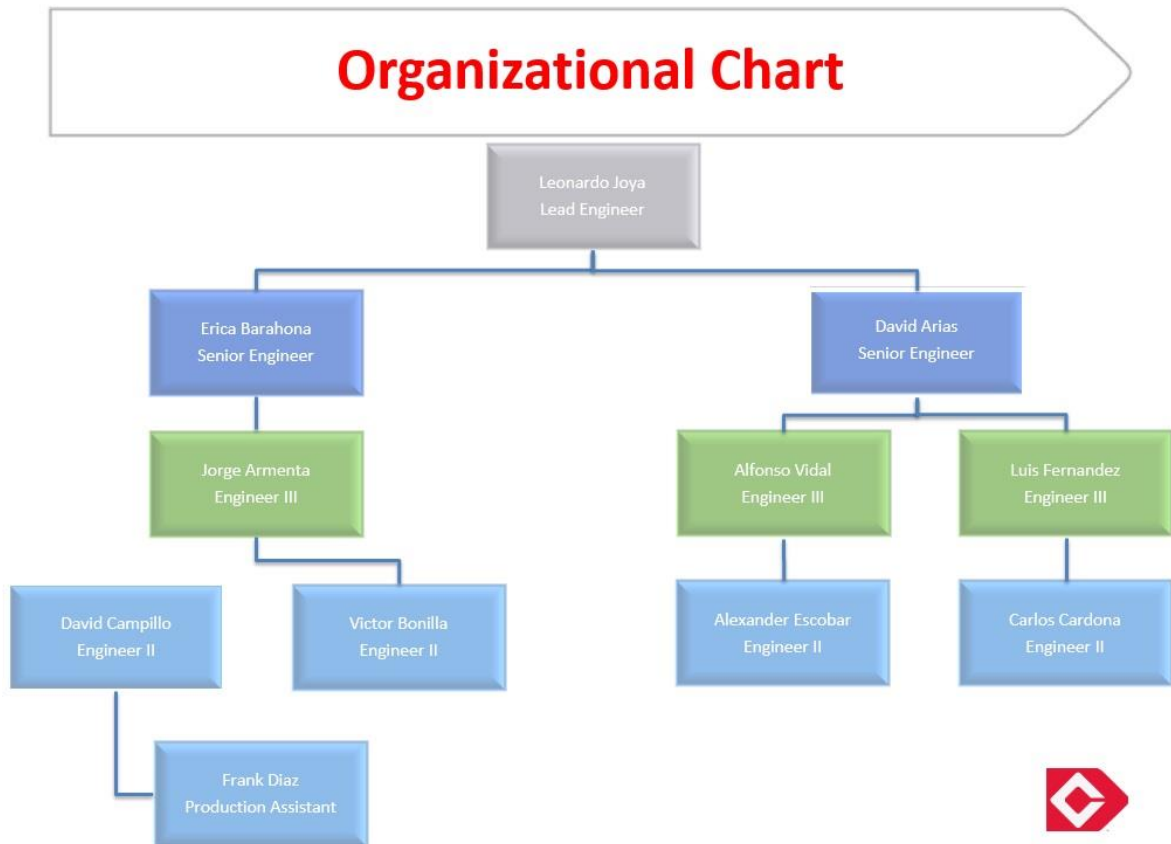 Organizational Chart
Leonardo Joya
Lead Engineer
Erica Barahona
Senior Engineer
David Arias
Senior Engineer
Jorge Armenta
Engineer III
Alfonso Vidal
Engineer III
Luis Fernandez
Engineer III
David Campillo
Engineer II
Victor Bonilla
Engineer II
Alexander Escobar
Engineer II
Carlos Cardona
Engineer II
Frank Diaz
Production Assistant